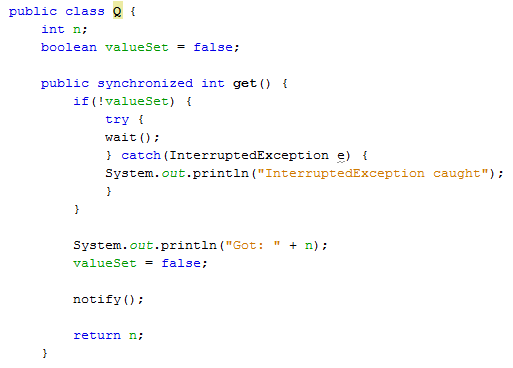 public class Q {
    int n;
    boolean valueSet = false;

    public synchronized int get() {
        if(!valueSet) {
            try {
            wait();
            } catch(InterruptedException e) {
            System.out.println("InterruptedException caught");
            }
        }

        System.out.println("Got: " + n);
        valueSet = false;

        notify();

        return n;
    }